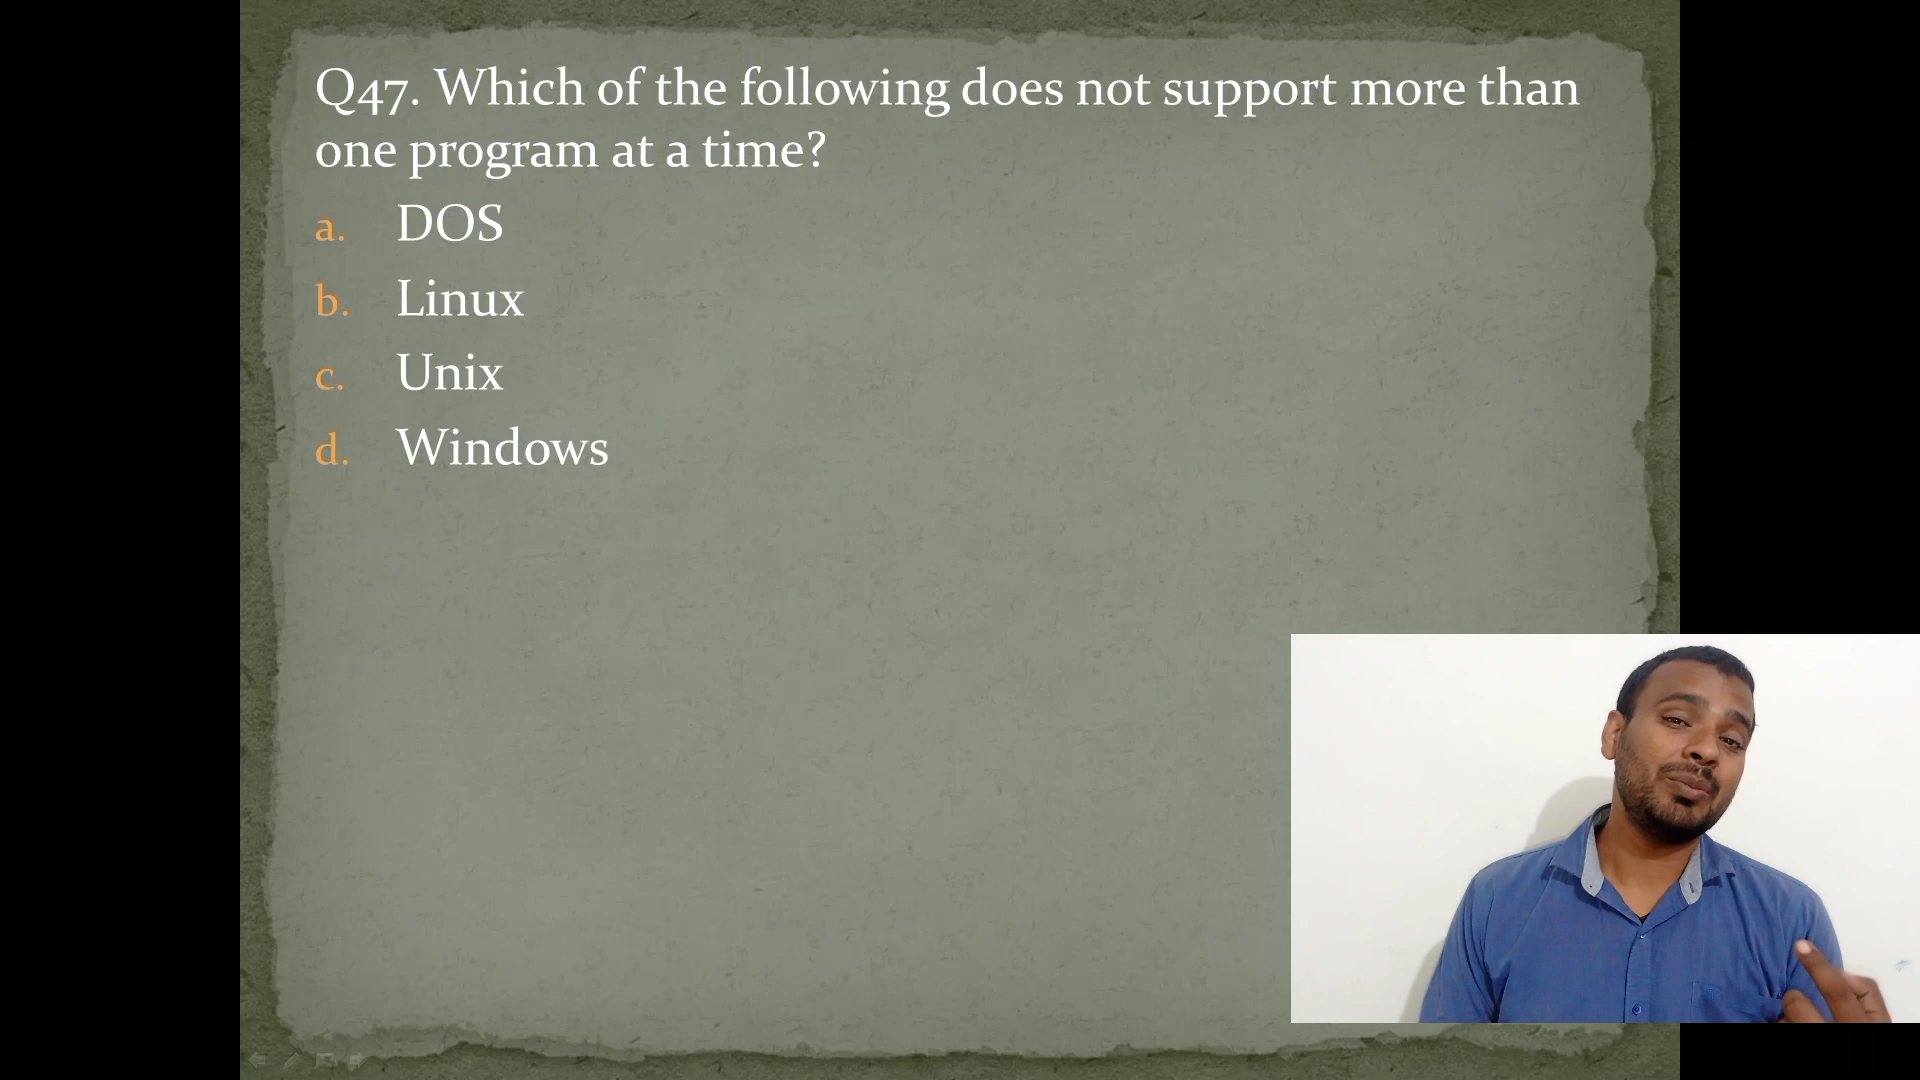 Q47. Which of the following does not support more than
one program at a time?
a. DOS
b. Linux
c. Unix
d. Windows